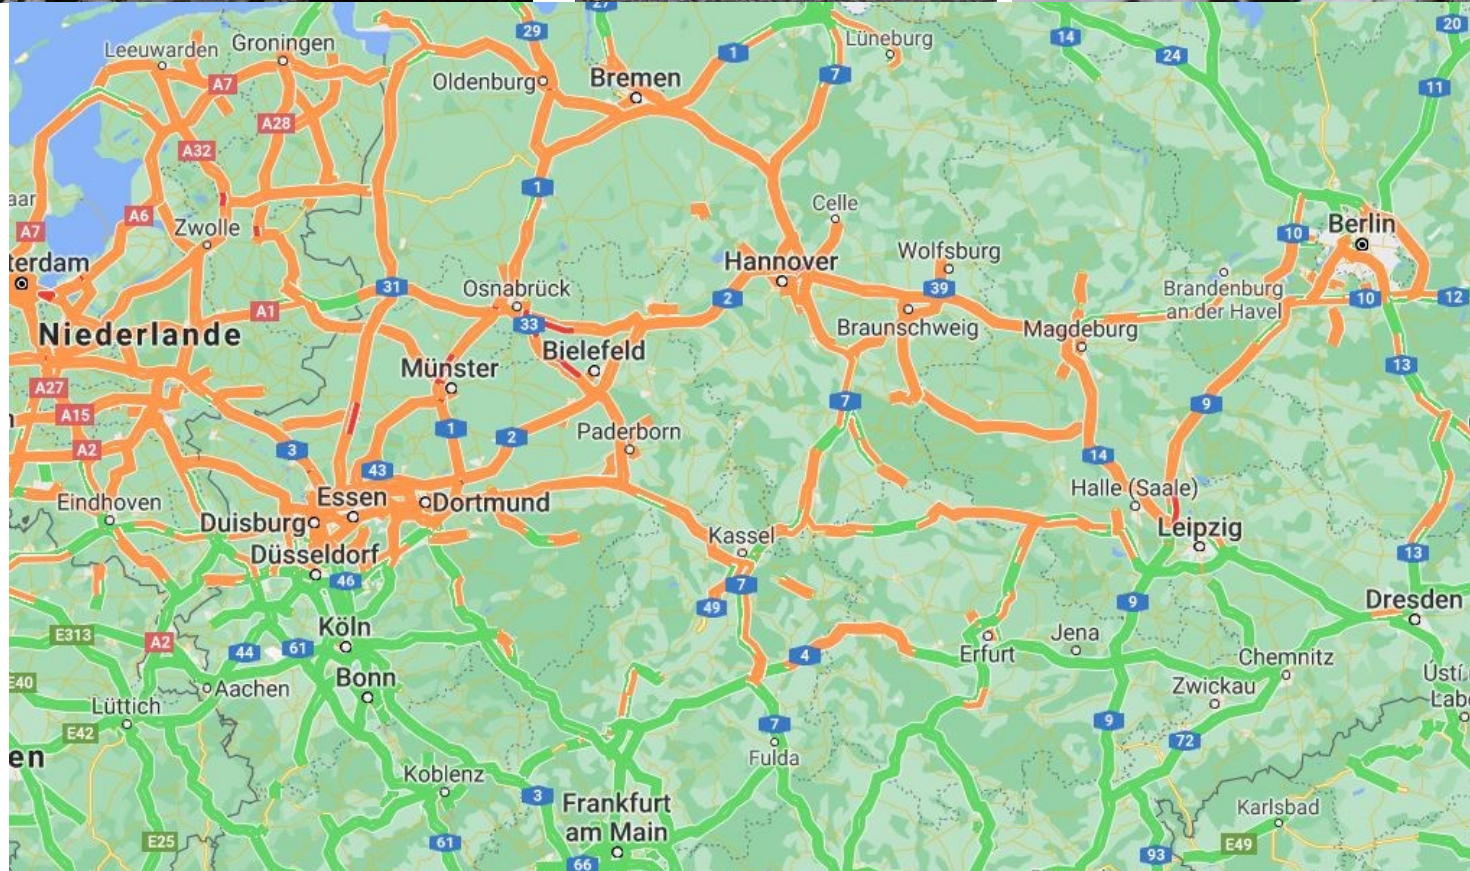 27
29
14
20
Leeuwarden
Groningen
1
Lüneburg
24
A7
Oldenburg
Bremen
7
11
A28
A32
1
aar
A6
Zwolle
Celle
A7
10
Berlin
terdam
Hannover
Wolfsburg
31
Osnabrück
2
39
Brandenburg
an der Havel
10
12
A1
33
Niederlande
Braunschweig
Magdeburg
Bielefeld
Münster
13
A27
7
9
A15
1
2
Paderborn
A2
3
43
14
Eindhoven
Essen
Dortmund
Halle (Saale)
Duisburg
Leipzig
Kassel
Düsseldorf
13
46
7
49
9
Dresden
E313
A2
Köln
44
61
4
Erfurt
Jena
Chemnitz
E40
Aachen
Bonn
Zwickau
Ústí
Lab
Lüttich
E42
7
9
72
en
Fulda
Koblenz
3
Frankfurt
am Main
Karlsbad
E25
61
66
93
E49